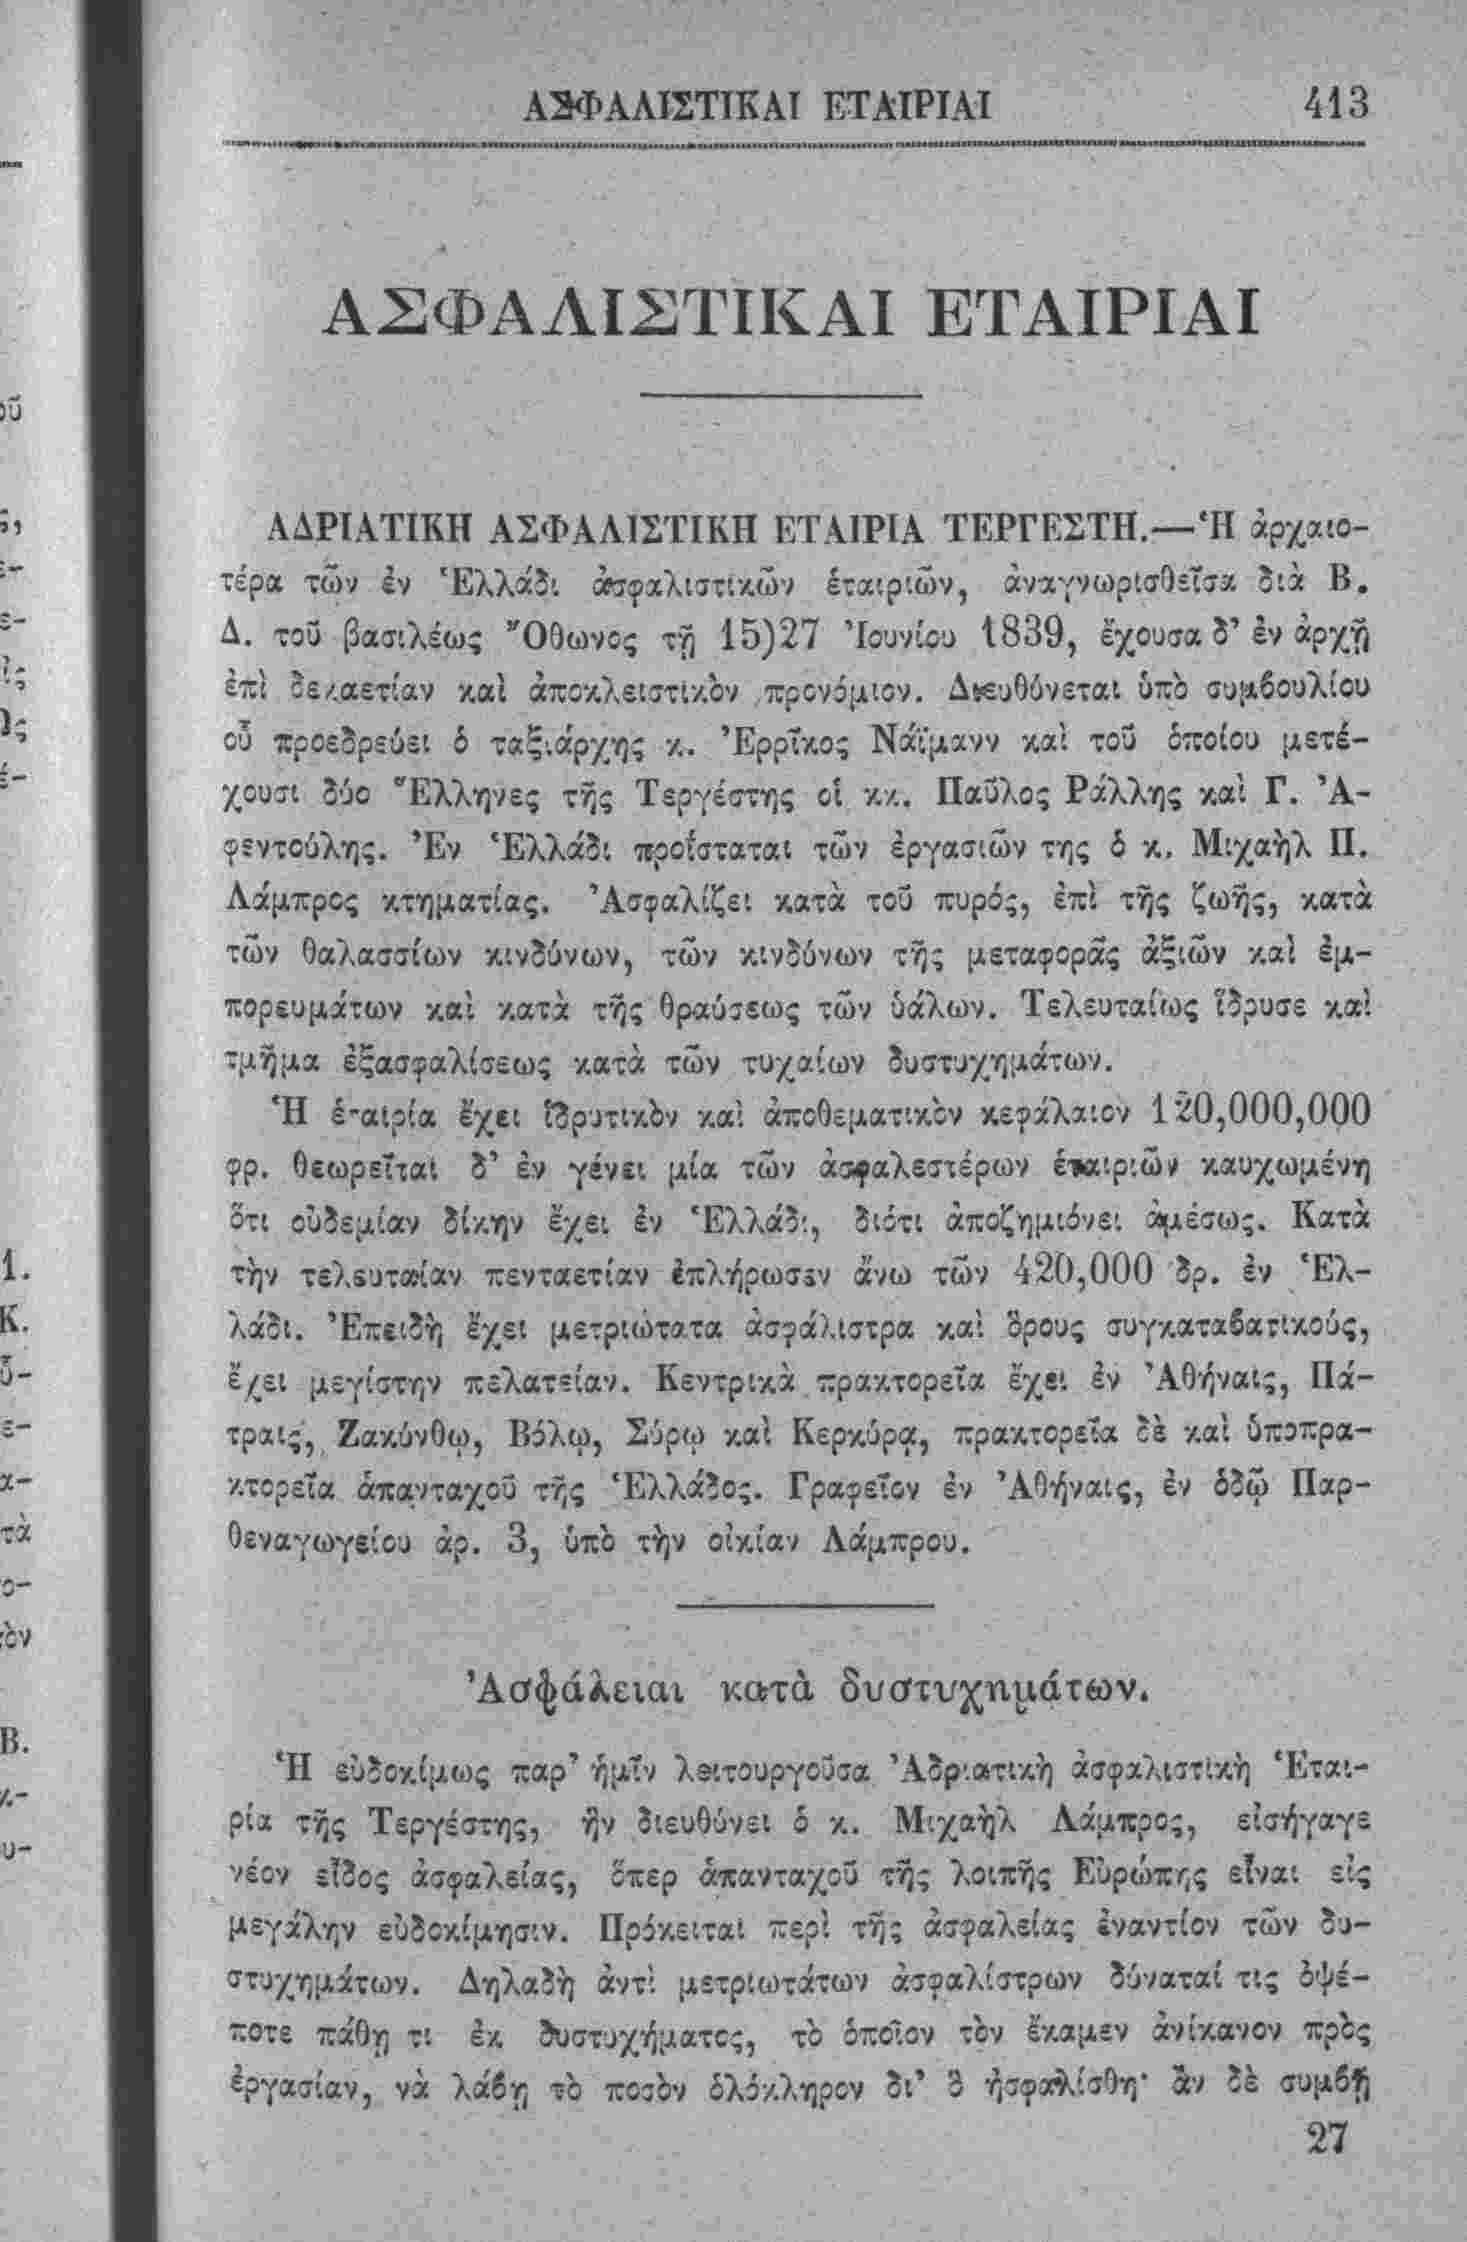 ΑΣΦΑΛΙΣΤΙΚΑΙ ΕΤΑΙΡΙΑΙ 413
ΑΣΦΑΛΙΣΤΙΚΑΙ ΕΤΑΙΡΙΑΙ
ΑΔΡΙΑΤΙΚΗ ΑΣΦΑΛΙΣΤΙΚΗ ΕΤΑΙΡΙΑ ΤΕΡΓΕΣΤΗ.—Ἡ ἀρχαιο-
τέρα τῶν ἐν Ἑλλάδι ἀσφαλιστικῶν ἑταιριῶν, ἀναγνωρισθεῖσα διὰ Β.
Δ. τοῦ βασιλέως Ὄθωνος τῇ 15)27 Ἰουνίου 1839, ἔχουσα δ’ ἐν ἀρχῇ
ἐπὶ δεκαετίαν καὶ ἀποκλειστικὸν προνόμιον. Διευθύνεται ὑπὸ συμβουλίου
οὗ προεδρεύει ὁ ταξιάρχης κ. Ἐρρῖκος Νάϊμανν καὶ τοῦ ὁποίου μετέ-
χουσι δύο Ἕλληνες τῆς Τεργέστης οἱ κκ. Παῦλος Ράλλης καὶ Γ. Ἀ-
φεντούλης. Ἐν Ἑλλάδι προΐσταται τῶν ἐργασιῶν της ὁ κ. Μιχαὴλ Π.
Λάμπρος κτηματίας. Ἀσφαλίζει κατὰ τοῦ πυρός, ἐπὶ τῆς ζωῆς, κατὰ
τῶν θαλασσίων κινδύνων, τῶν κινδύνων τῆς μεταφορᾶς ἀξιῶν καὶ ἐμ-
πορευμάτων καὶ κατὰ τῆς θραύσεως τῶν ὑάλων. Τελευταίως ἵδρυσε καὶ
τμῆμα ἐξασφαλίσεως κατὰ τῶν τυχαίων δυστυχημάτων.
Ἡ ἑταιρία ἔχει ἱδρυτικὸν καὶ ἀποθεματικὸν κεφάλαιον 120,000,000
φρ. θεωρεῖται δ’ ἐν γένει μία τῶν ἀσφαλεστέρων ἑταιριῶν καυχωμένη
ὅτι οὐδεμίαν δίκην ἔχει ἐν Ἑλλάδι, διότι ἀποζημιόνει ἀμέσως. Κατὰ
τὴν τελευταίαν πενταετίαν ἐπλήρωσεν ἄνω τῶν 420,000 δρ. ἐν Ἑλ-
λάδι. Ἐπειδὴ ἔχει μετριώτατα ἀσφάλιστρα καὶ ὅρους συγκαταβατικούς,
ἔχει μεγίστην πελατείαν. Κεντρικὰ πρακτορεῖα ἔχει ἐν Ἀθήναις, Πά-
τραις, Ζακύνθῳ, Βόλῳ, Σύρῳ καὶ Κερκύρᾳ, πρακτορεῖα δὲ καὶ ὑποπρα-
κτορεῖα ἁπανταχοῦ τῆς Ἑλλάδος. Γραφεῖον ἐν Ἀθήναις, ἐν ὁδῷ Παρ-
θεναγωγείου ἀρ. 3, ὑπὸ τὴν οἰκίαν Λάμπρου.
Ἀσφάλειαι κατὰ δυστυχημάτων.
Ἡ εὐδοκίμως παρ’ ἡμῖν λειτουργοῦσα Ἀδριατικὴ ἀσφαλιστικὴ Ἑται-
ρία τῆς Τεργέστης, ἣν διευθύνει ὁ κ. Μιχαὴλ Λάμπρος, εἰσήγαγε
νέον εἶδος ἀσφαλείας, ὅπερ ἁπανταχοῦ τῆς λοιπῆς Εὐρώπης εἶναι εἰς
μεγάλην εὐδοκίμησιν. Πρόκειται περὶ τῆς ἀσφαλείας ἐναντίον τῶν δυ-
στυχημάτων. Δηλαδὴ ἀντὶ μετριωτάτων ἀσφαλίστρων δύναταί τις ὁψέ-
ποτε πάθῃ τι ἐκ δυστυχήματος, τὸ ὁποῖον τὸν ἔκαμεν ἀνίκανον πρὸς
ἐργασίαν, νὰ λάβῃ τὸ ποσὸν ὁλόκληρον δι’ ὃ ἠσφαλίσθη· ἂν δὲ συμβῇ
27